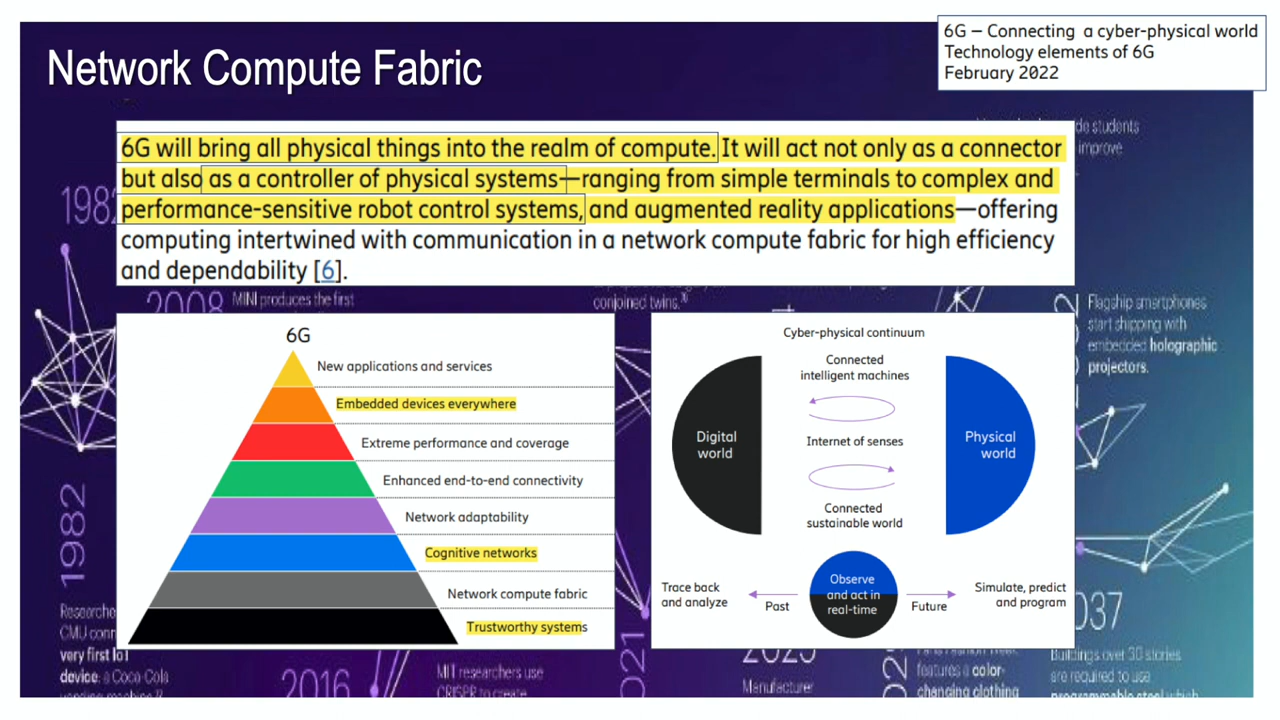 Network Compute Fabric
6G – Connecting a cyber-physical world
Technology elements of 6G
February 2022
6G will bring all physical things into the realm of compute. It will act not only as a connector
but also as a controller of physical systems—ranging from simple terminals to complex and
performance-sensitive robot control systems, and augmented reality applications—offering
computing intertwined with communication in a network compute fabric for high efficiency
and dependability [6].
de students
improve
198
2008
MINI produces the first
conjoined twins.
Flagship smartphones
start shipping with
embedded holographic
projectors.
6G
New applications and services
Embedded devices everywhere
Extreme performance and coverage
Enhanced end-to-end connectivity
Network adaptability
Cognitive networks
Network compute fabric
Trustworthy systems
Cyber-physical continuum
Connected
intelligent machines
Digital
world
Internet of senses
Physical
world
Connected
sustainable world
Trace back
and analyze
Past
Observe
and act in
real-time
Future
Simulate, predict
and program
1982
Researche
CMU conn
very first IoT
device: a Coca-Cola
vending machine
2016
MIT researchers use
CRISPR to create
021
2025
Manufacturer
features a color-
changing clothing
037
Buildings over 30 stories
are required to use
programmable steel which